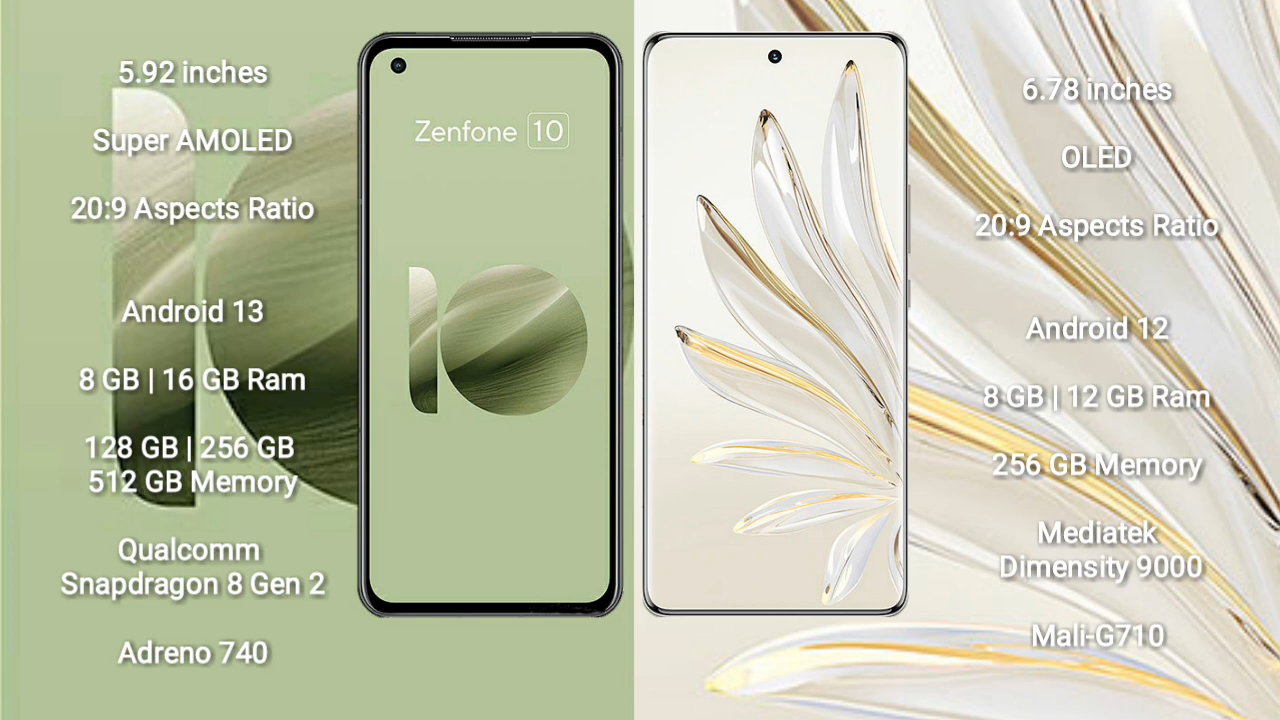 5.92 inches
Super AMOLED
20:9 Aspects Ratio
Android 13
8 GB | 16 GB Ram
128 GB | 256 GB
512 GB Memory
Qualcomm
Snapdragon 8 Gen 2
Adreno 740
Zenfone 10
10
6.78 inches
OLED
20:9 Aspects Ratio
Android 12
8 GB | 12 GB Ram
256 GB Memory
Mediatek
Dimensity 9000
Mali-G710